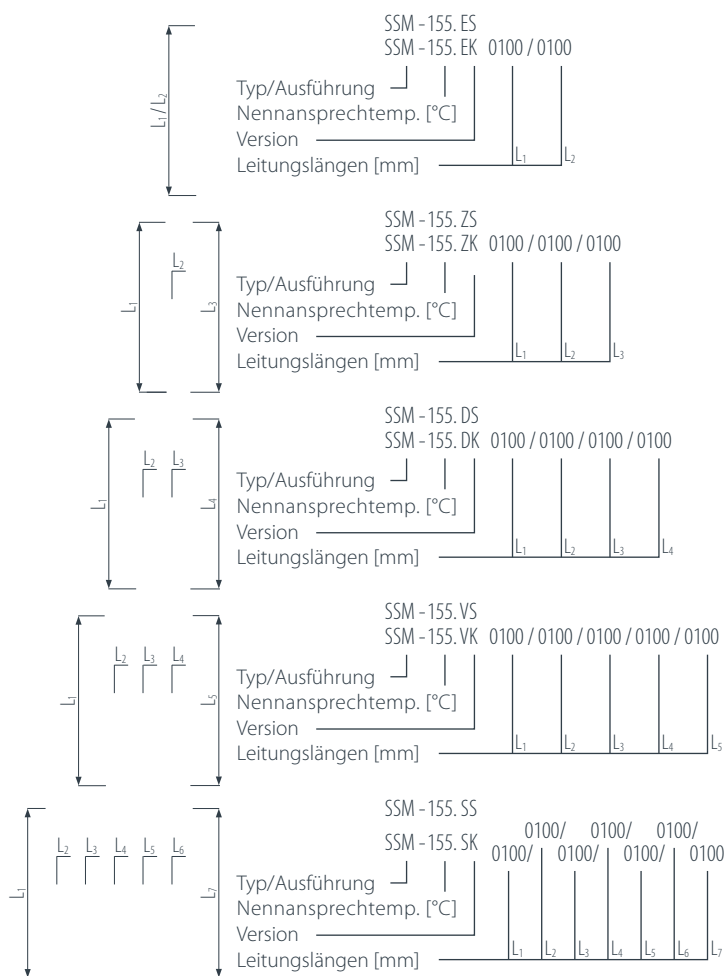 L₁ / L₂
SSM - 155. ES
SSM - 155. EK 0100 / 0100
Typ/Ausführung
Nennansprechtemp. [°C]
Version
Leitungslängen [mm]
L₁ L₂
L₁ L₂ L₃
SSM - 155. ZS
SSM - 155. ZK 0100 / 0100 / 0100
Typ/Ausführung
Nennansprechtemp. [°C]
Version
Leitungslängen [mm]
L₁ L₂ L₃
L₁ L₂ L₃ L₄
SSM - 155. DS
SSM - 155. DK 0100 / 0100 / 0100 / 0100
Typ/Ausführung
Nennansprechtemp. [°C]
Version
Leitungslängen [mm]
L₁ L₂ L₃ L₄
L₁ L₂ L₃ L₄ L₅
SSM - 155. VS
SSM - 155. VK 0100 / 0100 / 0100 / 0100 / 0100
Typ/Ausführung
Nennansprechtemp. [°C]
Version
Leitungslängen [mm]
L₁ L₂ L₃ L₄ L₅
L₁ L₂ L₃ L₄ L₅ L₆ L₇
SSM - 155. SS
SSM - 155. SK 0100/ 0100/ 0100/ 0100/ 0100/ 0100/ 0100
Typ/Ausführung
Nennansprechtemp. [°C]
Version
Leitungslängen [mm]
L₁ L₂ L₃ L₄ L₅ L₆ L₇